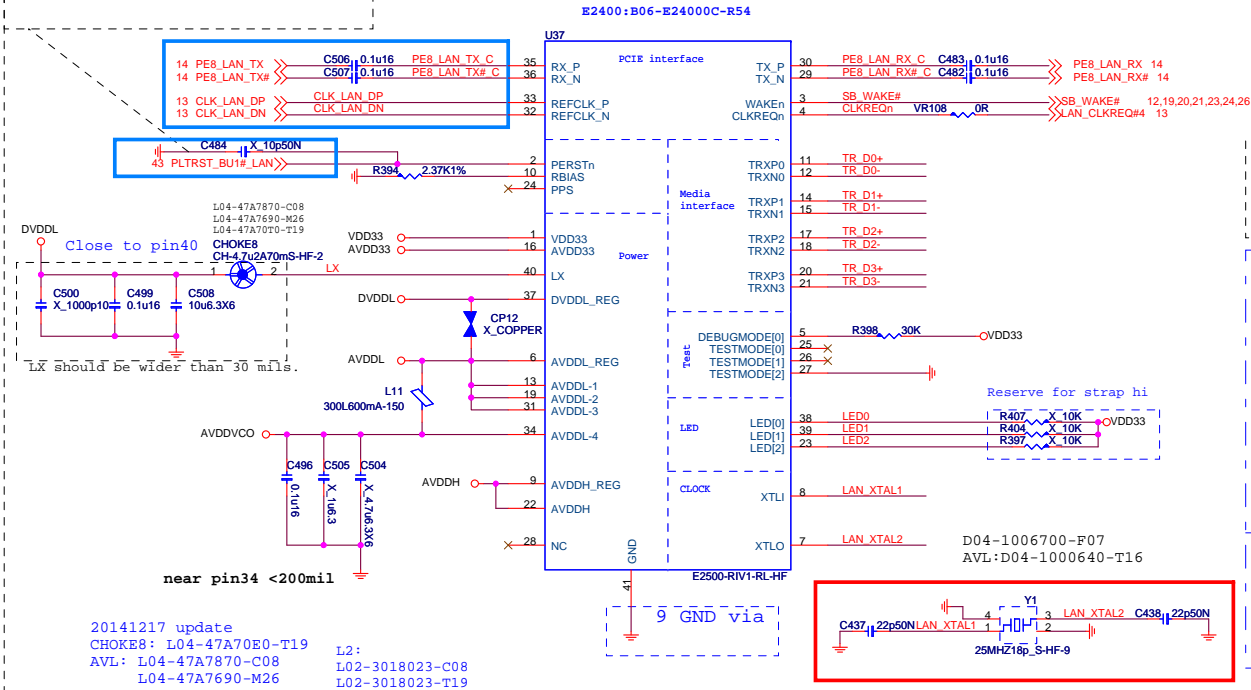 E2400:B06-E24000C-R54
U37
PCIE interface
14 PE8_LAN_TX
C506 0.1u16
PE8_LAN_TX_C
35 RX_P
14 PE8_LAN_TX#
C507 0.1u16
PE8_LAN_TX#_C
36 RX_N
13 CLK_LAN_DP
CLK_LAN_DP
33 REFCLK_P
13 CLK_LAN_DN
CLK_LAN_DN
32 REFCLK_N
TX_P 30
PE8_LAN_RX_C
C483 0.1u16
PE8_LAN_RX 14
TX_N 29
PE8_LAN_RX#_C
C482 0.1u16
PE8_LAN_RX# 14
WAKEn 3
SB_WAKE#
SB_WAKE# 12,19,20,21,23,24,26
CLKREQn 4
CLKREQn
VR108 0R
LAN_CLKREQ#4 13
C484 X_10p50N
43 PLTRST_BU1#_LAN
2 PERSTn
R394 2.37K1%
10 RBIAS
24 PPS
Media
interface
TRXP0 11 TR_D0+
TRXN0 12 TR_D0-
TRXP1 14 TR_D1+
TRXN1 15 TR_D1-
TRXP2 17 TR_D2+
TRXN2 18 TR_D2-
TRXP3 20 TR_D3+
TRXN3 21 TR_D3-
L04-47A7870-C08
L04-47A7690-M26
L04-47A70T0-T19
DVDDL
Close to pin40
CHOKE8
CH-4.7u2A70mS-HF-2
1 2
LX
VDD33
1 VDD33
AVDD33
16 AVDD33
Power
40 LX
C500
X_1000p10
C499
0.1u16
C508
10u6.3X6
LX should be wider than 30 mils.
DVDDL
37 DVDDL_REG
CP12
X_COPPER
AVDDL
6 AVDDL_REG
13 AVDDL-1
19 AVDDL-2
31 AVDDL-3
L11
300L600mA-150
AVDDVCO
34 AVDDL-4
C496
0.1u16
C505
X_1u6.3
C504
X_4.7u6.3X6
AVDDH
9 AVDDH_REG
22 AVDDH
28 NC
near pin34 <200mil
Test
DEBUGMODE[0] 5
R398 30K
VDD33
TESTMODE[0] 25
TESTMODE[1] 26
TESTMODE[2] 27
Reserve for strap hi
LED
LED[0] 38 LED0
R407 X_10K
VDD33
LED[1] 39 LED1
R404 X_10K
LED[2] 23 LED2
R397 X_10K
CLOCK
XTLI 8 LAN_XTAL1
XTLO 7 LAN_XTAL2
GND
41
E2500-RIV1-RL-HF
9 GND via
D04-1006700-F07
AVL:D04-1000640-T16
Y1
4 3 LAN_XTAL2
C438 22p50N
C437 22p50N
LAN_XTAL1 1 2
25MHZ18p_S-HF-9
20141217 update
CHOKE8: L04-47A70E0-T19
AVL: L04-47A7870-C08
L04-47A7690-M26
L2:
L02-3018023-C08
L02-3018023-T19